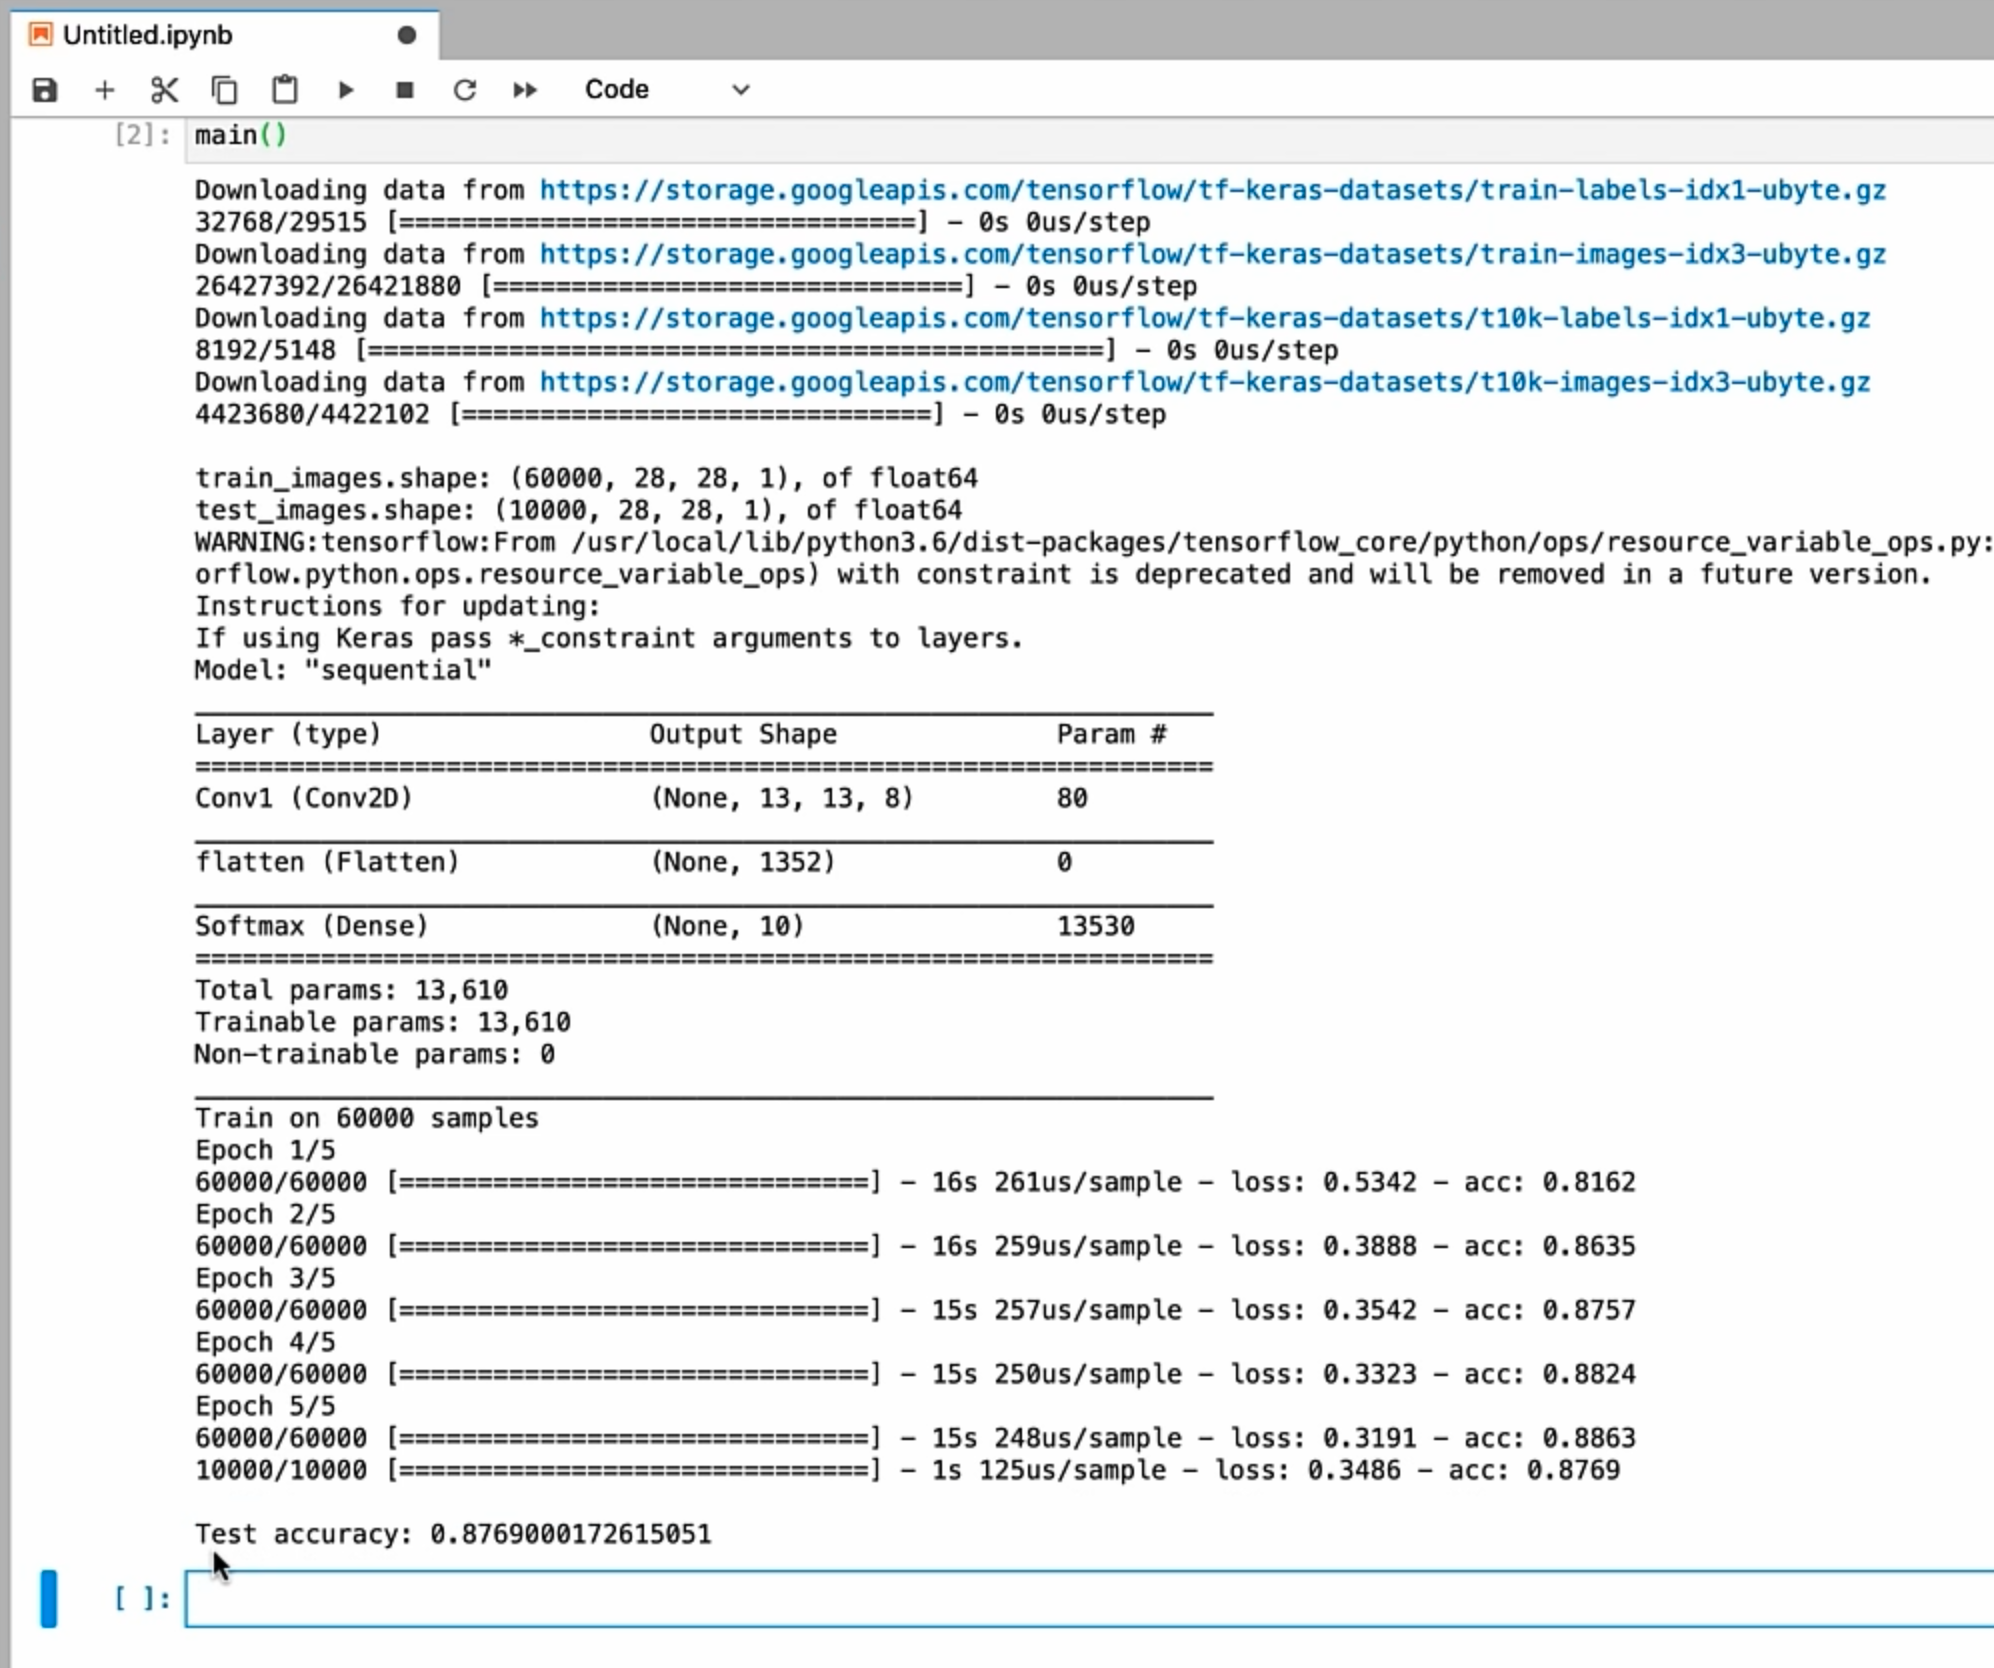 Untitled.ipynb
Code
[2]: main()
Downloading data from https://storage.googleapis.com/tensorflow/tf-keras-datasets/train-labels-idx1-ubyte.gz
32768/29515 [=================================] - 0s 0us/step
Downloading data from https://storage.googleapis.com/tensorflow/tf-keras-datasets/train-images-idx3-ubyte.gz
26427392/26421880 [==============================] - 0s 0us/step
Downloading data from https://storage.googleapis.com/tensorflow/tf-keras-datasets/t10k-labels-idx1-ubyte.gz
8192/5148 [===============================================] - 0s 0us/step
Downloading data from https://storage.googleapis.com/tensorflow/tf-keras-datasets/t10k-images-idx3-ubyte.gz
4423680/4422102 [==============================] - 0s 0us/step
train_images.shape: (60000, 28, 28, 1), of float64
test_images.shape: (10000, 28, 28, 1), of float64
WARNING:tensorflow:From /usr/local/lib/python3.6/dist-packages/tensorflow_core/python/ops/resource_variable_ops.py:
orflow.python.ops.resource_variable_ops) with constraint is deprecated and will be removed in a future version.
Instructions for updating:
If using Keras pass *_constraint arguments to layers.
Model: "sequential"
_________________________________________________________________
Layer (type) Output Shape Param #
=================================================================
Conv1 (Conv2D) (None, 13, 13, 8) 80
_________________________________________________________________
flatten (Flatten) (None, 1352) 0
_________________________________________________________________
Softmax (Dense) (None, 10) 13530
=================================================================
Total params: 13,610
Trainable params: 13,610
Non-trainable params: 0
_________________________________________________________________
Train on 60000 samples
Epoch 1/5
60000/60000 [==============================] - 16s 261us/sample - loss: 0.5342 - acc: 0.8162
Epoch 2/5
60000/60000 [==============================] - 16s 259us/sample - loss: 0.3888 - acc: 0.8635
Epoch 3/5
60000/60000 [==============================] - 15s 257us/sample - loss: 0.3542 - acc: 0.8757
Epoch 4/5
60000/60000 [==============================] - 15s 250us/sample - loss: 0.3323 - acc: 0.8824
Epoch 5/5
60000/60000 [==============================] - 15s 248us/sample - loss: 0.3191 - acc: 0.8863
10000/10000 [==============================] - 1s 125us/sample - loss: 0.3486 - acc: 0.8769
Test accuracy: 0.8769000172615051
[ ]: